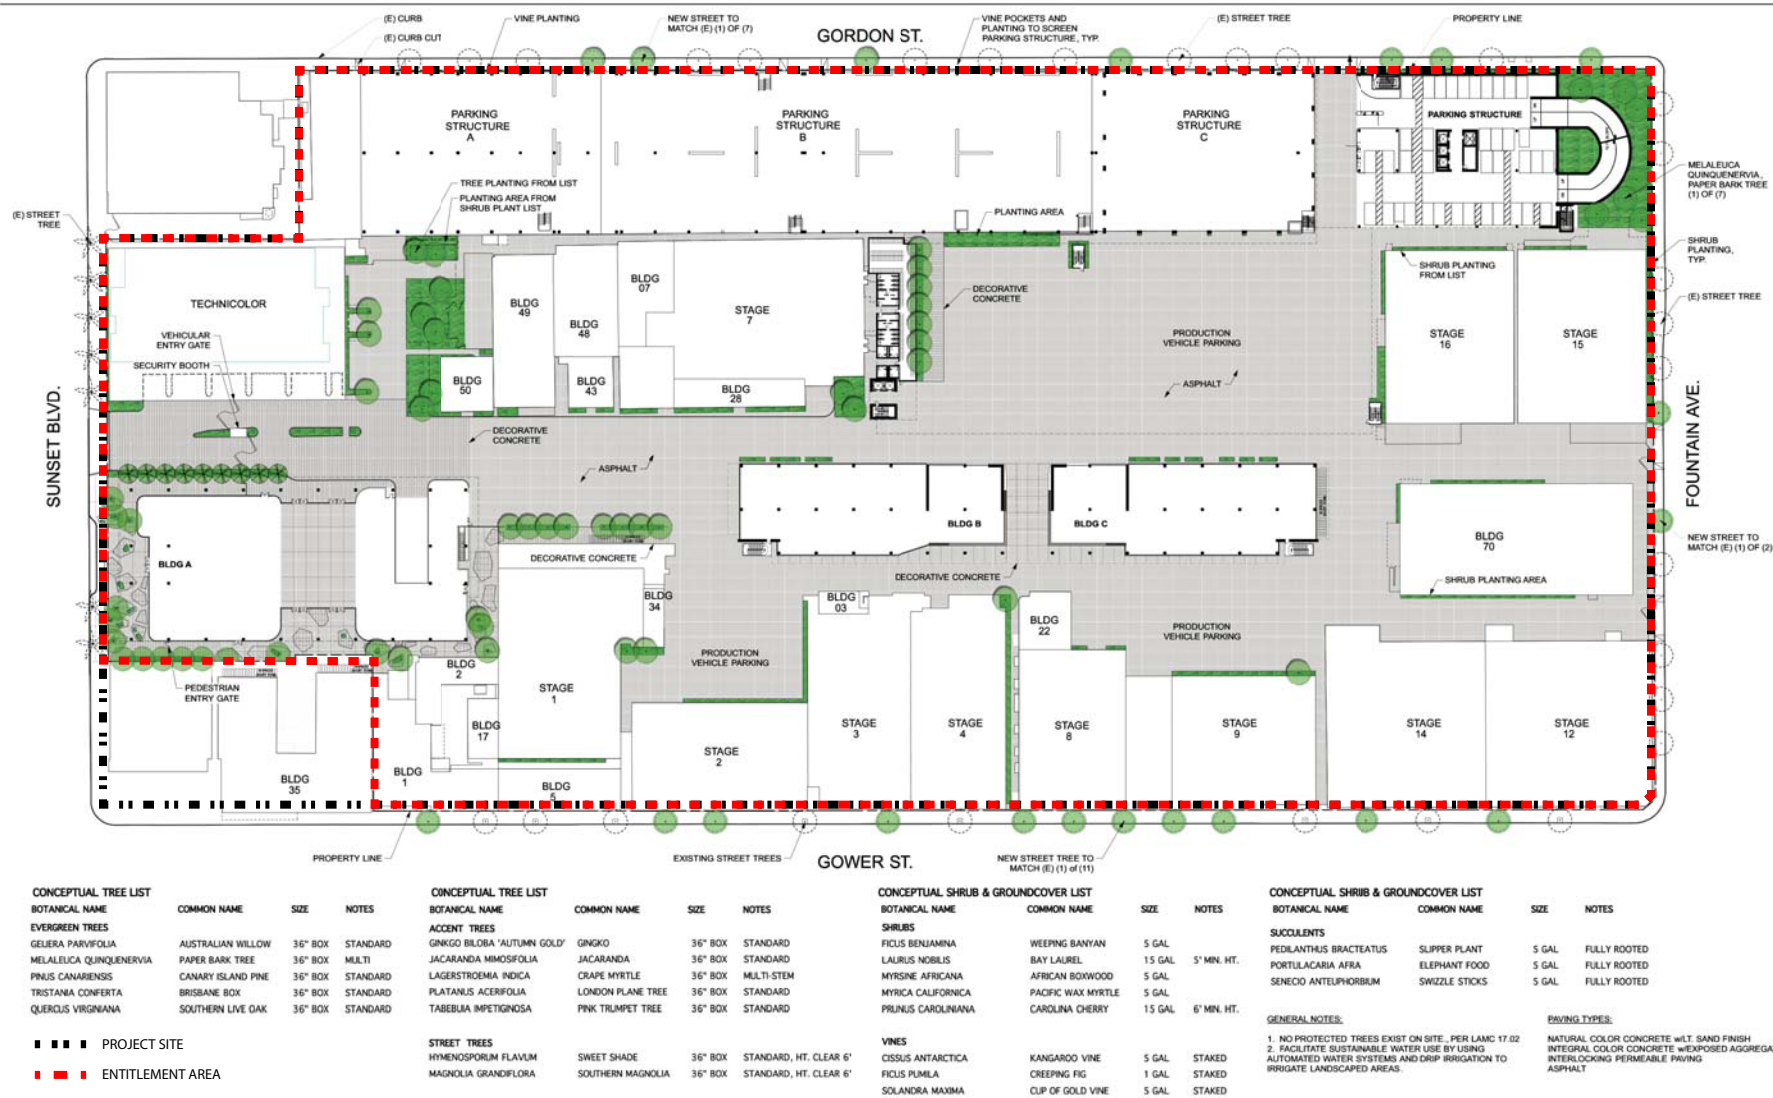 (E) CURB
(E) CURB CUT
VINE PLANTING
NEW STREET TO
MATCH (E) (1) OF (7)
GORDON ST.
VINE POCKETS AND
PLANTING TO SCREEN
PARKING STRUCTURE, TYP.
(E) STREET TREE
PROPERTY LINE
PARKING
STRUCTURE
A
PARKING
STRUCTURE
B
PARKING
STRUCTURE
C
PARKING STRUCTURE
MELALEUCA
QUINQUENERVIA,
PAPER BARK TREE
(1) OF (7)
TREE PLANTING FROM LIST
PLANTING AREA FROM
SHRUB PLANT LIST
PLANTING AREA
(E) STREET
TREE
SHRUB
PLANTING,
TYP.
SHRUB PLANTING
FROM LIST
(E) STREET TREE
TECHNICOLOR
VEHICULAR
ENTRY GATE
SECURITY BOOTH
BLDG
49
BLDG
48
BLDG
07
STAGE
7
DECORATIVE
CONCRETE
BLDG
50
BLDG
43
BLDG
28
PRODUCTION
VEHICLE PARKING
ASPHALT
STAGE
16
STAGE
15
SUNSET BLVD.
FOUNTAIN AVE.
DECORATIVE
CONCRETE
ASPHALT
BLDG A
BLDG B
BLDG C
BLDG
70
NEW STREET TO
MATCH (E) (1) OF (2)
DECORATIVE CONCRETE
DECORATIVE CONCRETE
SHRUB PLANTING AREA
BLDG
34
BLDG
03
BLDG
22
PRODUCTION
VEHICLE PARKING
PRODUCTION
VEHICLE PARKING
PEDESTRIAN
ENTRY GATE
BLDG
2
STAGE
1
BLDG
17
STAGE
2
STAGE
3
STAGE
4
STAGE
8
STAGE
9
STAGE
14
STAGE
12
BLDG
35
BLDG
1
BLDG
5
PROPERTY LINE
EXISTING STREET TREES
GOWER ST.
NEW STREET TREE TO
MATCH (E) (1) of (11)
CONCEPTUAL TREE LIST
BOTANICAL NAME COMMON NAME SIZE NOTES
EVERGREEN TREES
GEIJERA PARVIFOLIA AUSTRALIAN WILLOW 36" BOX STANDARD
MELALEUCA QUINQUENERVIA PAPER BARK TREE 36" BOX MULTI
PINUS CANARIENSIS CANARY ISLAND PINE 36" BOX STANDARD
TRISTANIA CONFERTA BRISBANE BOX 36" BOX STANDARD
QUERCUS VIRGINIANA SOUTHERN LIVE OAK 36" BOX STANDARD
PROJECT SITE
ENTITLEMENT AREA
CONCEPTUAL TREE LIST
BOTANICAL NAME COMMON NAME SIZE NOTES
ACCENT TREES
GINKGO BILOBA 'AUTUMN GOLD' GINGKO 36" BOX STANDARD
JACARANDA MIMOSIFOLIA JACARANDA 36" BOX STANDARD
LAGERSTROEMIA INDICA CRAPE MYRTLE 36" BOX MULTI-STEM
PLATANUS ACERIFOLIA LONDON PLANE TREE 36" BOX STANDARD
TABEBUIA IMPETIGINOSA PINK TRUMPET TREE 36" BOX STANDARD
STREET TREES
HYMENOSPORUM FLAVUM SWEET SHADE 36" BOX STANDARD, HT. CLEAR 6'
MAGNOLIA GRANDIFLORA SOUTHERN MAGNOLIA 36" BOX STANDARD, HT. CLEAR 6'
CONCEPTUAL SHRUB & GROUNDCOVER LIST
BOTANICAL NAME COMMON NAME SIZE NOTES
SHRUBS
FICUS BENJAMINA WEEPING BANYAN 5 GAL
LAURUS NOBILIS BAY LAUREL 15 GAL 5' MIN. HT.
MYRSINE AFRICANA AFRICAN BOXWOOD 5 GAL
MYRICA CALIFORNICA PACIFIC WAX MYRTLE 5 GAL
PRUNUS CAROLINIANA CAROLINA CHERRY 15 GAL 6' MIN. HT.
VINES
CISSUS ANTARCTICA KANGAROO VINE 5 GAL STAKED
FICUS PUMILA CREEPING FIG 1 GAL STAKED
SOLANDRA MAXIMA CUP OF GOLD VINE 5 GAL STAKED
CONCEPTUAL SHRUB & GROUNDCOVER LIST
BOTANICAL NAME COMMON NAME SIZE NOTES
SUCCULENTS
PEDILANTHUS BRACTEATUS SLIPPER PLANT 5 GAL FULLY ROOTED
PORTULACARIA AFRA ELEPHANT FOOD 5 GAL FULLY ROOTED
SENECIO ANTEUPHORBIUM SWIZZLE STICKS 5 GAL FULLY ROOTED
GENERAL NOTES:
1. NO PROTECTED TREES EXIST ON SITE., PER LAMC 17.02
2. FACILITATE SUSTAINABLE WATER USE BY USING
AUTOMATED WATER SYSTEMS AND DRIP IRRIGATION TO
IRRIGATE LANDSCAPED AREAS.
PAVING TYPES:
NATURAL COLOR CONCRETE w/LT. SAND FINISH
INTEGRAL COLOR CONCRETE w/EXPOSED AGGREGA
INTERLOCKING PERMEABLE PAVING
ASPHALT